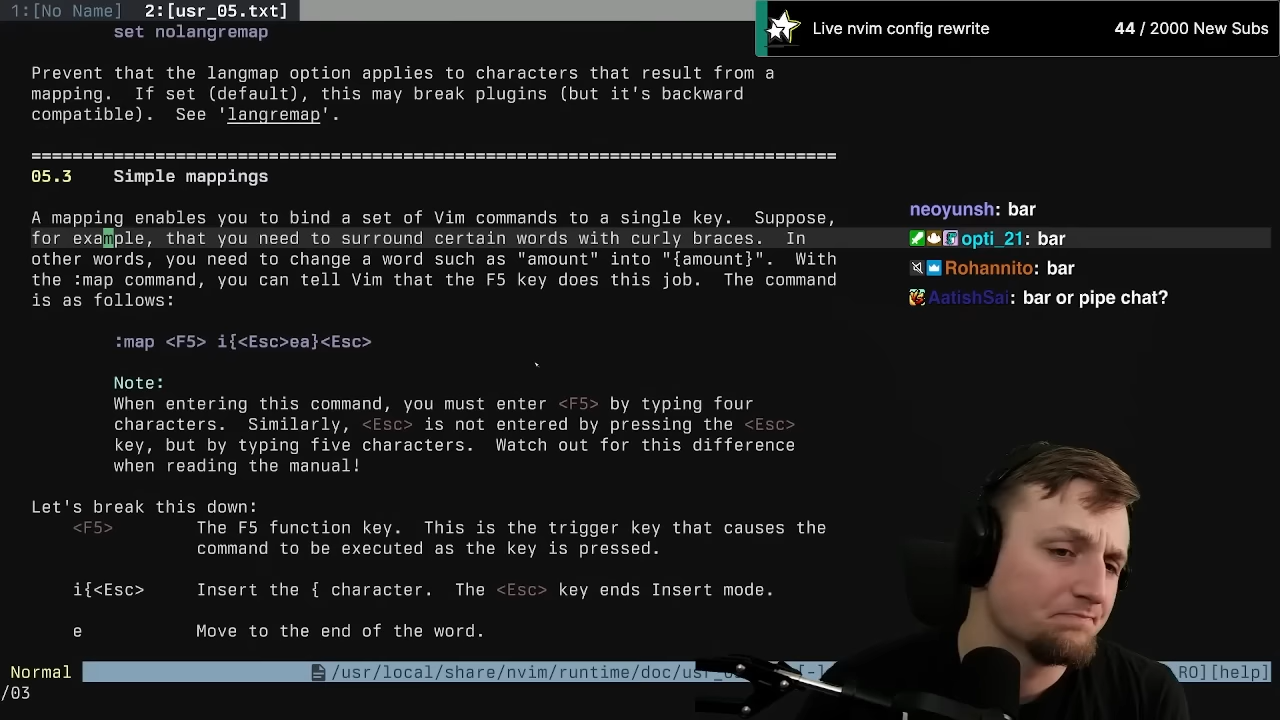 1:[No Name] 2:[usr_05.txt]
set nolangremap
Prevent that the langmap option applies to characters that result from a
mapping. If set (default), this may break plugins (but it's backward
compatible). See 'langremap'.
================================================================================
05.3 Simple mappings
A mapping enables you to bind a set of Vim commands to a single key. Suppose,
for example, that you need to surround certain words with curly braces. In
other words, you need to change a word such as "amount" into "{amount}". With
the :map command, you can tell Vim that the F5 key does this job. The command
is as follows:
:map <F5> i{<Esc>ea}<Esc>
Note:
When entering this command, you must enter <F5> by typing four
characters. Similarly, <Esc> is not entered by pressing the <Esc>
key, but by typing five characters. Watch out for this difference
when reading the manual!
Let's break this down:
<F5> The F5 function key. This is the trigger key that causes the
command to be executed as the key is pressed.
i{<Esc> Insert the { character. The <Esc> key ends Insert mode.
e Move to the end of the word.
Normal /usr/local/share/nvim/runtime/doc/ [-] RO][help]
/03
Live nvim config rewrite 44 / 2000 New Subs
neoyunsh: bar
opti_21: bar
Rohannito: bar
AatishSai: bar or pipe chat?